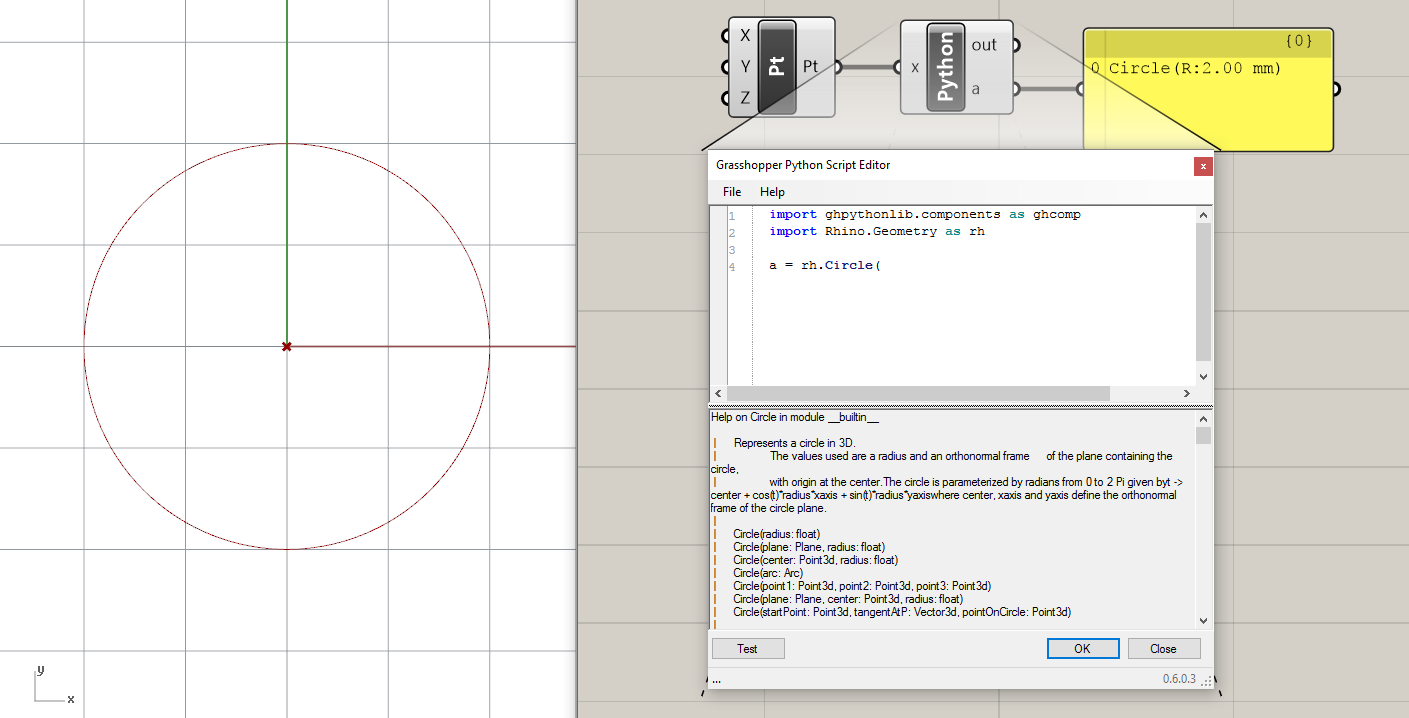 X
Y
Z
Pt
Pt
x
Python
out
a
{0}
0 Circle(R:2.00 mm)
Grasshopper Python Script Editor
x
File Help
1 import ghpythonlib.components as ghcomp
2 import Rhino.Geometry as rh
3
4 a = rh.Circle(
Help on Circle in module __builtin__
| Represents a circle in 3D.
| The values used are a radius and an orthonormal frame of the plane containing the
circle,
| with origin at the center.The circle is parameterized by radians from 0 to 2 Pi given byt ->
center + cos(t)*radius*xaxis + sin(t)*radius*yaxiswhere center, xaxis and yaxis define the orthonormal
frame of the circle plane.
|
| Circle(radius: float)
| Circle(plane: Plane, radius: float)
| Circle(center: Point3d, radius: float)
| Circle(arc: Arc)
| Circle(point1: Point3d, point2: Point3d, point3: Point3d)
| Circle(plane: Plane, center: Point3d, radius: float)
| Circle(startPoint: Point3d, tangentAtP: Vector3d, pointOnCircle: Point3d)
|
Test OK Close
... 0.6.0.3
y
x